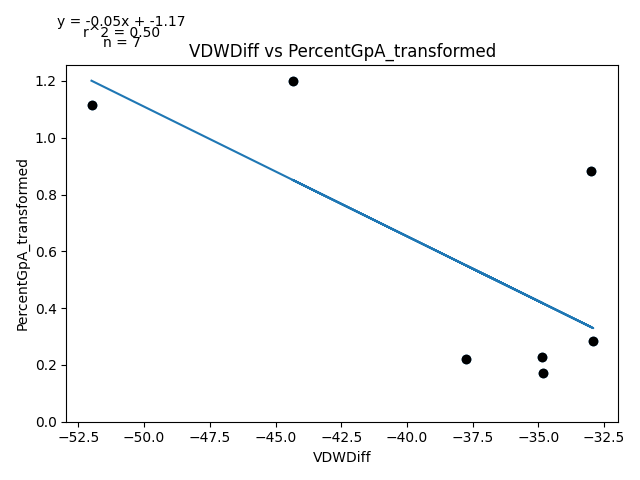 y = -0.05x + -1.17
r^2 = 0.50
n = 7
VDWDiff vs PercentGpA_transformed
PercentGpA_transformed
1.2
1.0
0.8
0.6
0.4
0.2
0.0
−52.5 −50.0 −47.5 −45.0 −42.5 −40.0 −37.5 −35.0 −32.5
VDWDiff